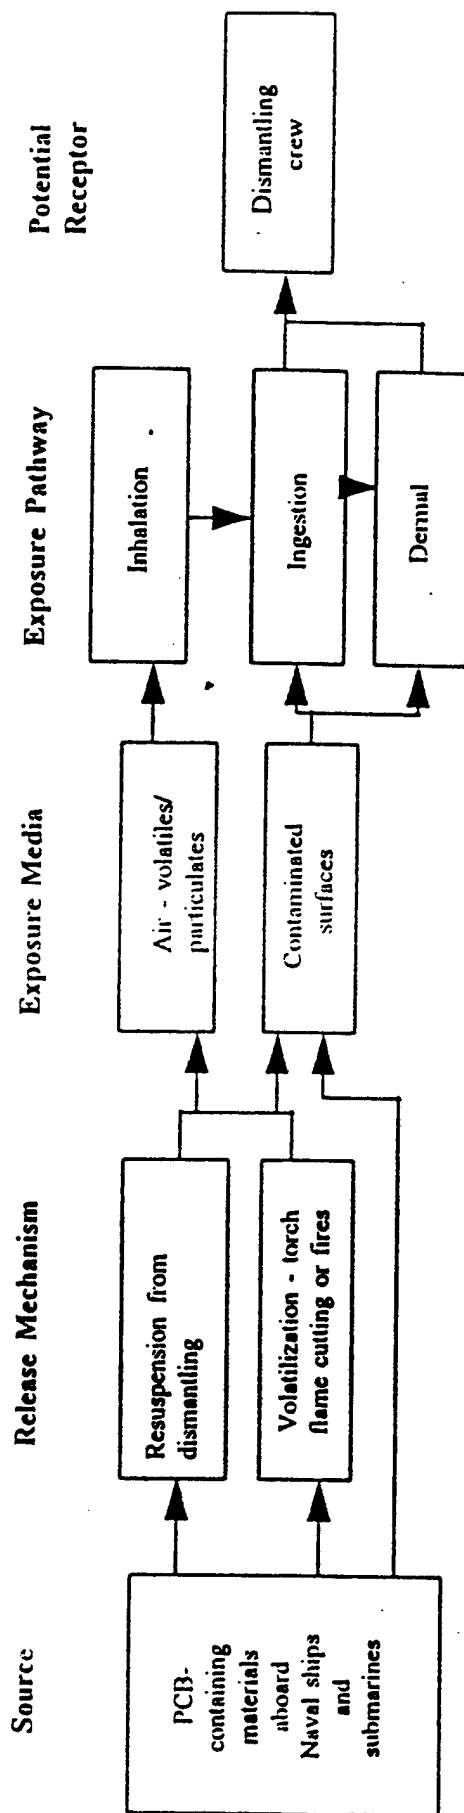 Source
Release Mechanism
Exposure Media
Exposure Pathway
Potential
Receptor
PCB-
containing
materials
aboard
Naval ships
and
submarines
Resuspension from
dismantling
Volatilization - torch
flame cutting or fires
Air - volatiles/
particulates
Contaminated
surfaces
Inhalation
Ingestion
Dermal
Dismantling
crew